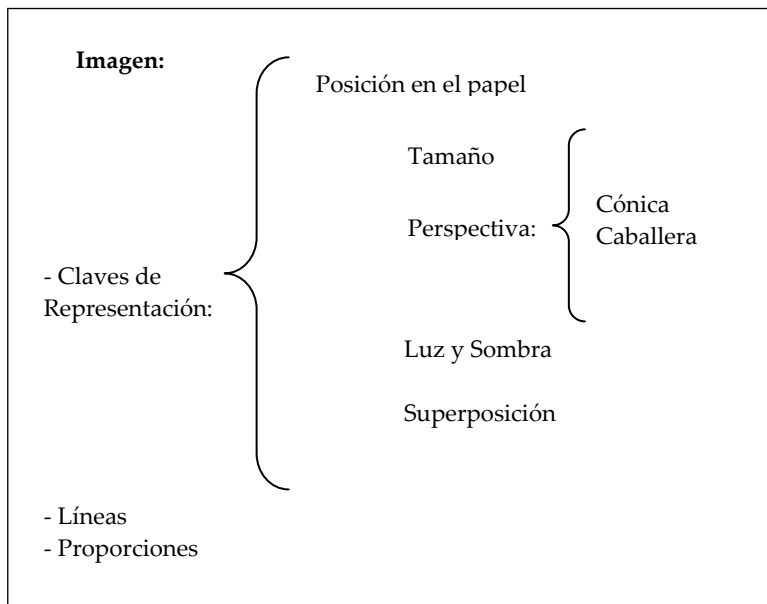 Imagen:
Posición en el papel
Tamaño
Perspectiva:
Cónica
Caballera
- Claves de
Representación:
Luz y Sombra
Superposición
- Líneas
- Proporciones